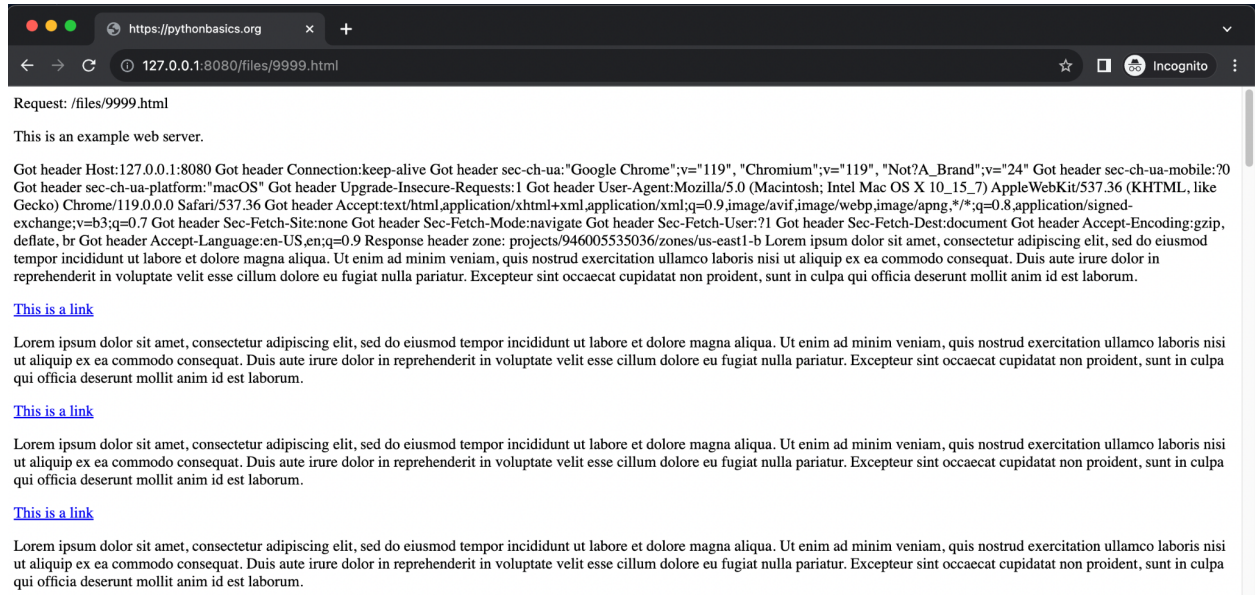 https://pythonbasics.org
127.0.0.1:8080/files/9999.html
Incognito
Request: /files/9999.html
This is an example web server.
Got header Host:127.0.0.1:8080 Got header Connection:keep-alive Got header sec-ch-ua:"Google Chrome";v="119", "Chromium";v="119", "Not?A_Brand";v="24" Got header sec-ch-ua-mobile:?0
Got header sec-ch-ua-platform:"macOS" Got header Upgrade-Insecure-Requests:1 Got header User-Agent:Mozilla/5.0 (Macintosh; Intel Mac OS X 10_15_7) AppleWebKit/537.36 (KHTML, like
Gecko) Chrome/119.0.0.0 Safari/537.36 Got header Accept:text/html,application/xhtml+xml,application/xml;q=0.9,image/avif,image/webp,image/apng,*/*;q=0.8,application/signed-
exchange;v=b3;q=0.7 Got header Sec-Fetch-Site:none Got header Sec-Fetch-Mode:navigate Got header Sec-Fetch-User:?1 Got header Sec-Fetch-Dest:document Got header Accept-Encoding:gzip,
deflate, br Got header Accept-Language:en-US,en;q=0.9 Response header zone: projects/946005535036/zones/us-east1-b Lorem ipsum dolor sit amet, consectetur adipiscing elit, sed do eiusmod
tempor incididunt ut labore et dolore magna aliqua. Ut enim ad minim veniam, quis nostrud exercitation ullamco laboris nisi ut aliquip ex ea commodo consequat. Duis aute irure dolor in
reprehenderit in voluptate velit esse cillum dolore eu fugiat nulla pariatur. Excepteur sint occaecat cupidatat non proident, sunt in culpa qui officia deserunt mollit anim id est laborum.
This is a link
Lorem ipsum dolor sit amet, consectetur adipiscing elit, sed do eiusmod tempor incididunt ut labore et dolore magna aliqua. Ut enim ad minim veniam, quis nostrud exercitation ullamco laboris nisi
ut aliquip ex ea commodo consequat. Duis aute irure dolor in reprehenderit in voluptate velit esse cillum dolore eu fugiat nulla pariatur. Excepteur sint occaecat cupidatat non proident, sunt in culpa
qui officia deserunt mollit anim id est laborum.
This is a link
Lorem ipsum dolor sit amet, consectetur adipiscing elit, sed do eiusmod tempor incididunt ut labore et dolore magna aliqua. Ut enim ad minim veniam, quis nostrud exercitation ullamco laboris nisi
ut aliquip ex ea commodo consequat. Duis aute irure dolor in reprehenderit in voluptate velit esse cillum dolore eu fugiat nulla pariatur. Excepteur sint occaecat cupidatat non proident, sunt in culpa
qui officia deserunt mollit anim id est laborum.
This is a link
Lorem ipsum dolor sit amet, consectetur adipiscing elit, sed do eiusmod tempor incididunt ut labore et dolore magna aliqua. Ut enim ad minim veniam, quis nostrud exercitation ullamco laboris nisi
ut aliquip ex ea commodo consequat. Duis aute irure dolor in reprehenderit in voluptate velit esse cillum dolore eu fugiat nulla pariatur. Excepteur sint occaecat cupidatat non proident, sunt in culpa
qui officia deserunt mollit anim id est laborum.